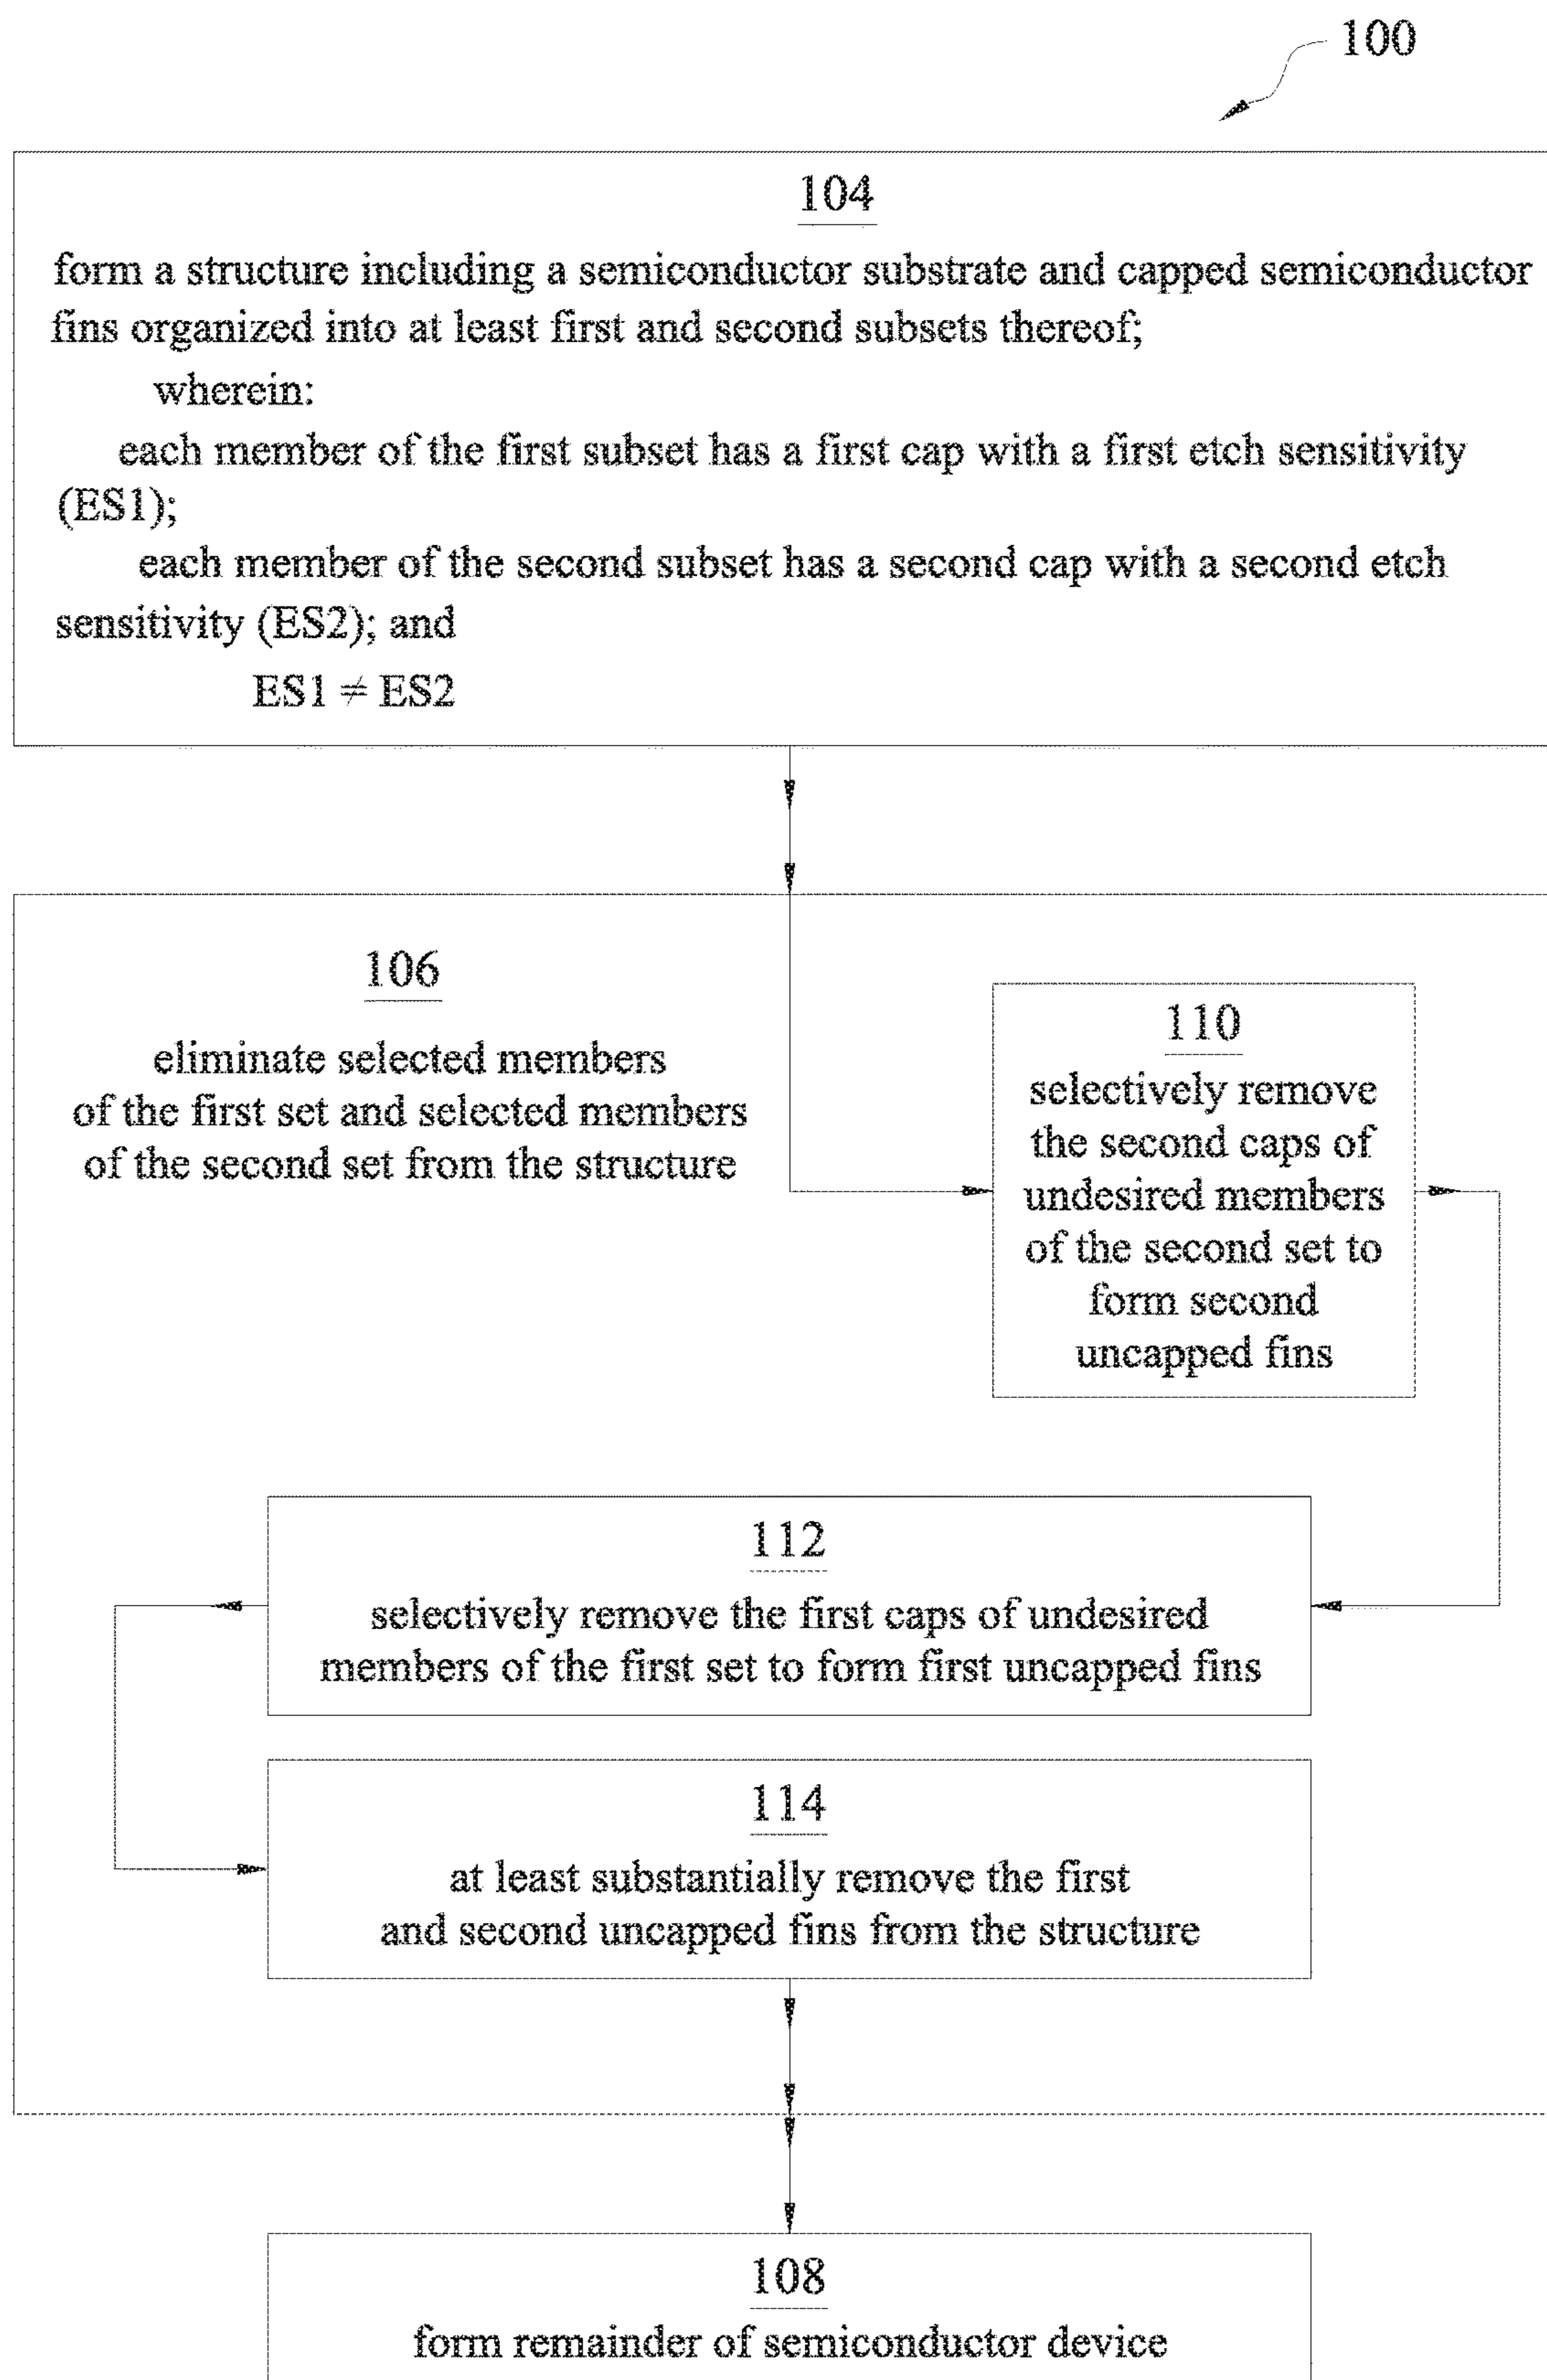 100
104
form a structure including a semiconductor substrate and capped semiconductor
fins organized into at least first and second subsets thereof;
wherein:
each member of the first subset has a first cap with a first etch sensitivity
(ES1);
each member of the second subset has a second cap with a second etch
sensitivity (ES2); and
ES1 ≠ ES2
106
eliminate selected members
of the first set and selected members
of the second set from the structure
110
selectively remove
the second caps of
undesired members
of the second set to
form second
uncapped fins
112
selectively remove the first caps of undesired
members of the first set to form first uncapped fins
114
at least substantially remove the first
and second uncapped fins from the structure
108
form remainder of semiconductor device